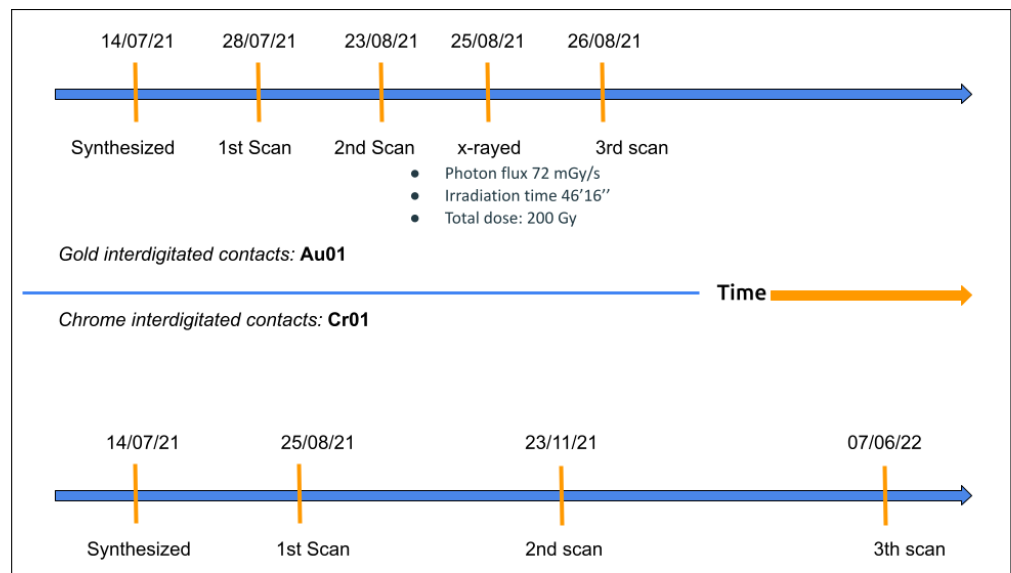 14/07/21 28/07/21 23/08/21 25/08/21 26/08/21
Synthesized 1st Scan 2nd Scan x-rayed 3rd scan
● Photon flux 72 mGy/s
● Irradiation time 46’16’’
● Total dose: 200 Gy
Gold interdigitated contacts: Au01
Time
Chrome interdigitated contacts: Cr01
14/07/21 25/08/21 23/11/21 07/06/22
Synthesized 1st Scan 2nd scan 3th scan